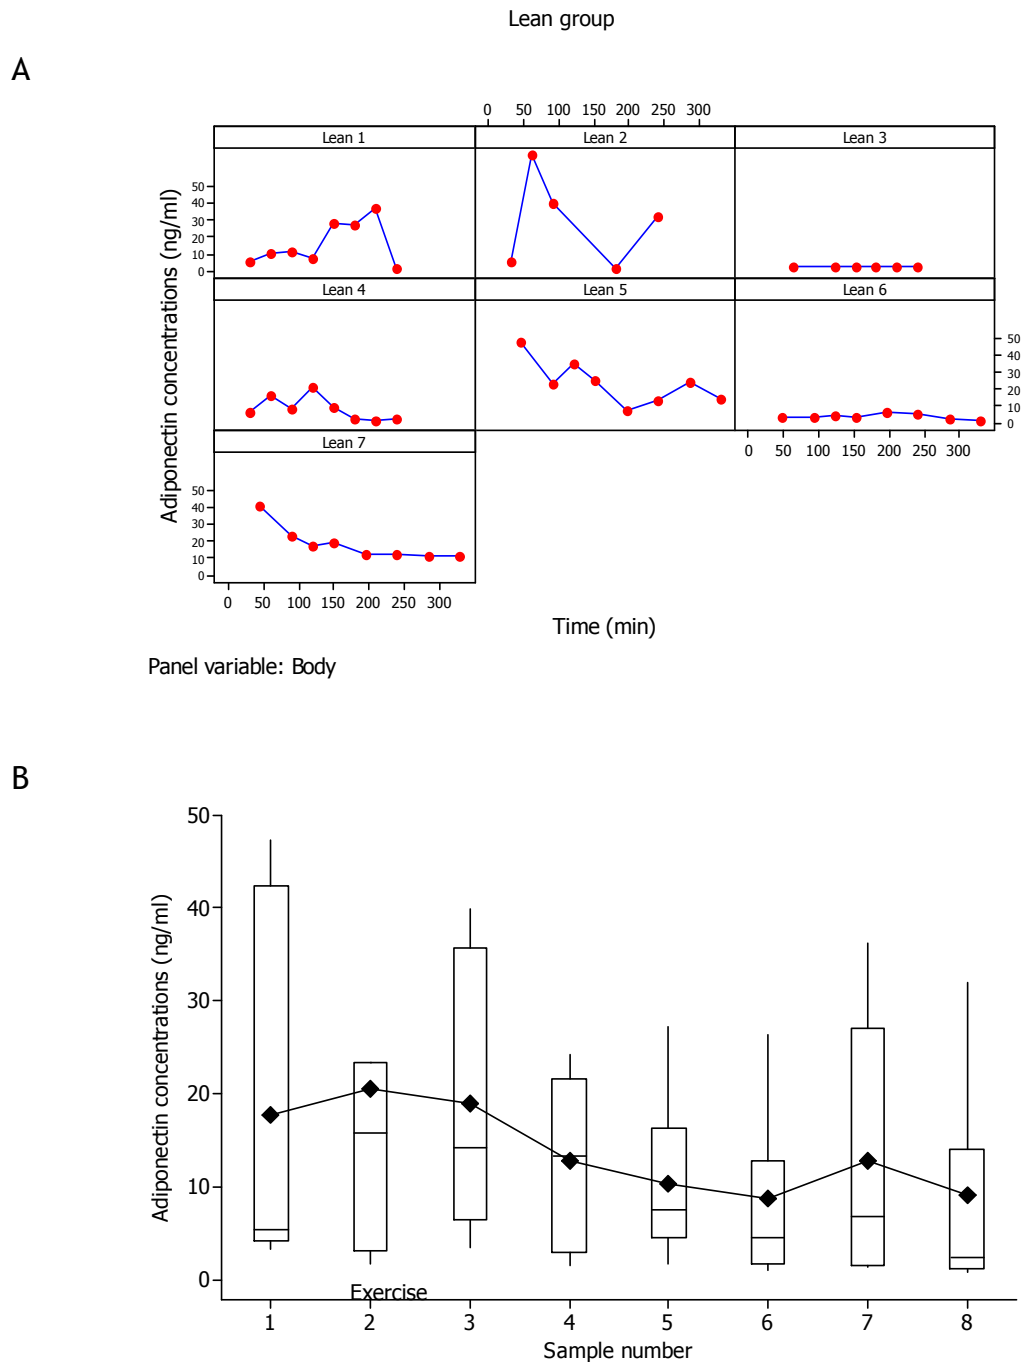 Lean group
A
0 50 100 150 200 250 300
Lean 1 Lean 2 Lean 3
Adiponectin concentrations (ng/ml)
50
40
30
20
10
0
Lean 4 Lean 5 Lean 6
50
40
30
20
10
0
0 50 100 150 200 250 300
Lean 7
50
40
30
20
10
0
0 50 100 150 200 250 300
Time (min)
Panel variable: Body
B
Adiponectin concentrations (ng/ml)
50
40
30
20
10
0
Exercise
1 2 3 4 5 6 7 8
Sample number